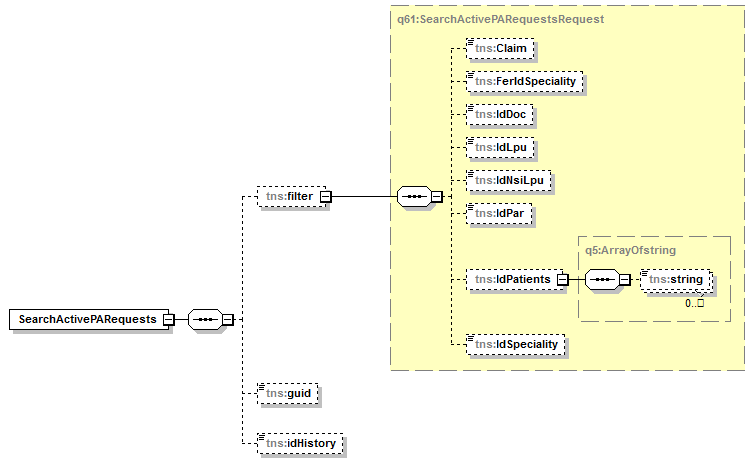 q61:SearchActivePARequestsRequest
tns:Claim
tns:FerIdSpeciality
tns:IdDoc
tns:IdLpu
tns:IdNsiLpu
tns:filter
tns:IdPar
q5:ArrayOfstring
tns:IdPatients
tns:string
0..
SearchActivePARequests
tns:IdSpeciality
tns:guid
tns:idHistory